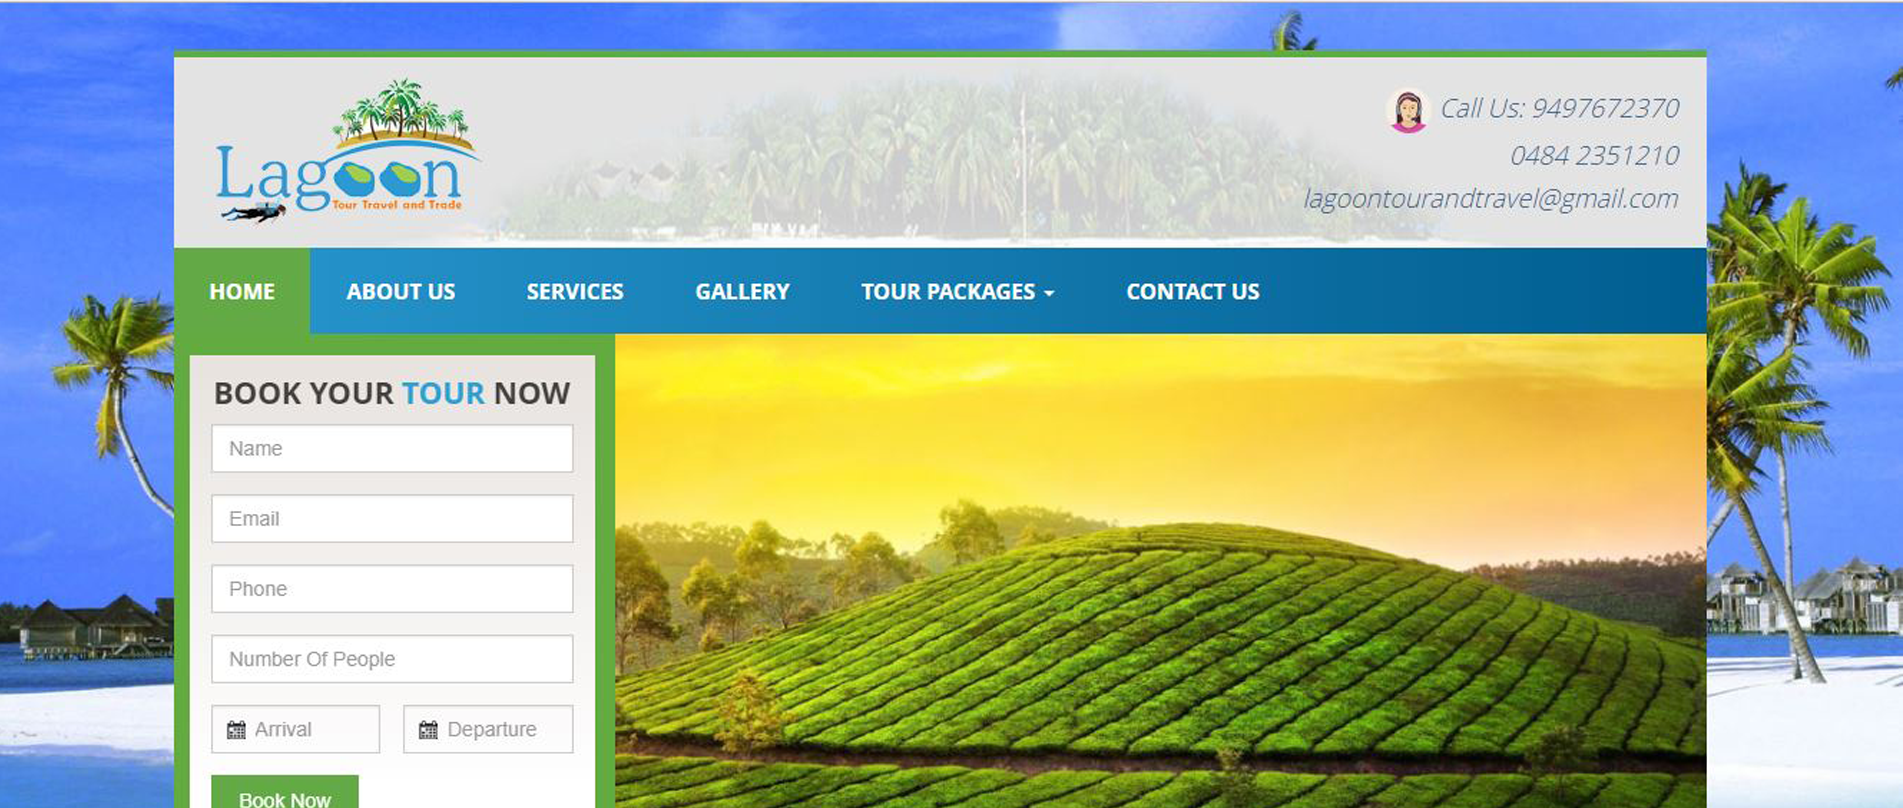 Lagoon
Tour Travel and Trade
Call Us: 9497672370
0484 2351210
lagoontourandtravel@gmail.com
HOME ABOUT US SERVICES GALLERY TOUR PACKAGES CONTACT US
BOOK YOUR TOUR NOW
Name
Email
Phone
Number Of People
Arrival Departure
Book Now